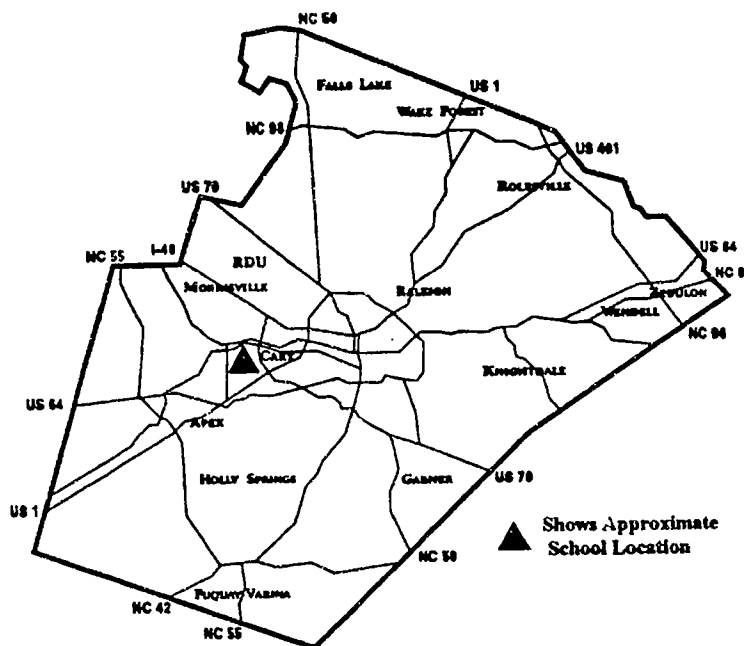 NC 50
FALLS LAKE
US 1
WAKE FOREST
NC 98
US 401
ROLESVILLE
US 70
US 64
I-40
NC 55
RDU
MORRISVILLE
RALEIGH
ZEBULON
WENDELL
NC 96
CARY
KNIGHTDALE
US 64
APEX
HOLLY SPRINGS
GARNER
US 70
US 1
Shows Approximate
School Location
NC 50
FUQUAY-VARINA
NC 42
NC 55